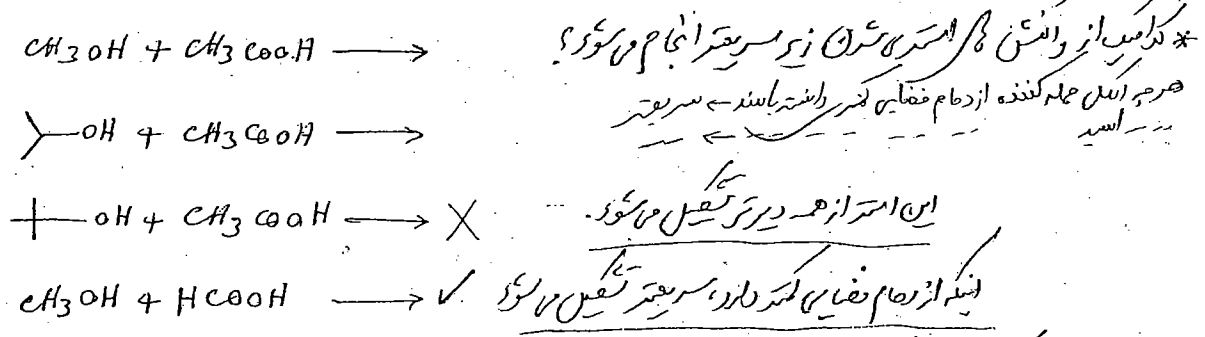 * کدامیک از واکنش های استری شدن زیر سریعتر انجام می شود؟
CH3OH + CH3COOH ⟶
هرچه الکل حمله کننده ازدحام فضایی کمتری داشته باشد ← سریعتر
اسید ← ←
OH + CH3COOH ⟶
OH + CH3COOH ⟶ X این استر از همه دیرتر تشکیل می شود.
CH3OH + HCOOH ⟶ ✓ اینکه ازدحام فضایی کمتر دارد، سریعتر تشکیل می شود